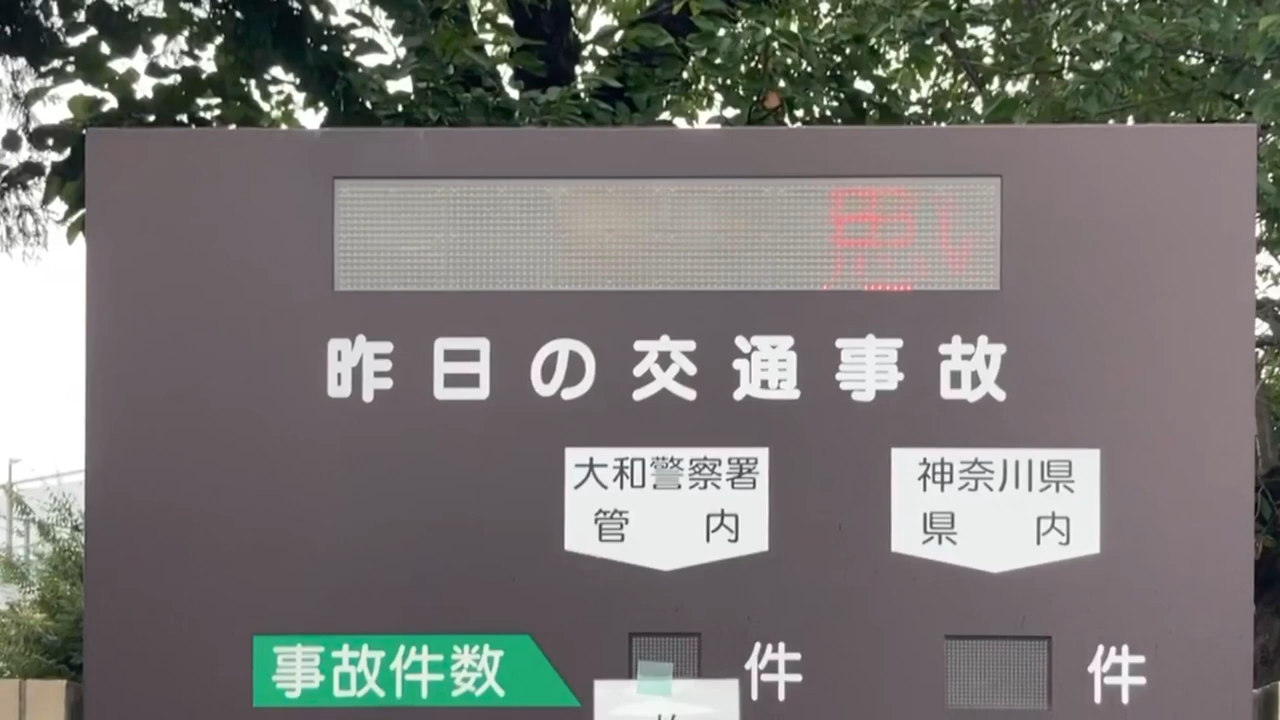 昨日の交通事故
大和警察署 神奈川県
管内 県内
事故件数 件 件